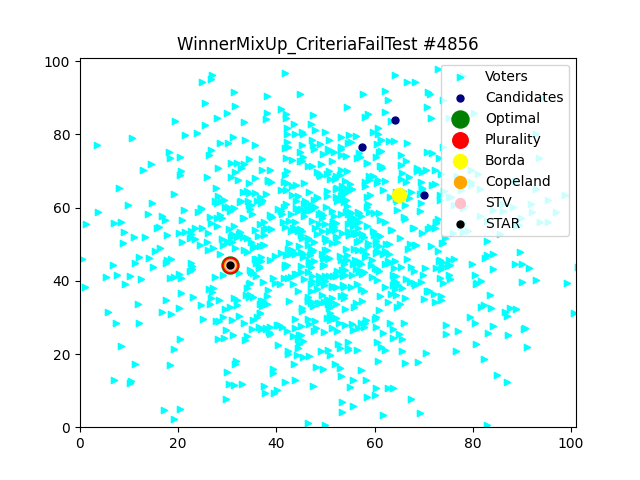 WinnerMixUp_CriteriaFailTest #4856
100
80
60
40
20
0
0
20
40
60
80
100
Voters
Candidates
Optimal
Plurality
Borda
Copeland
STV
STAR